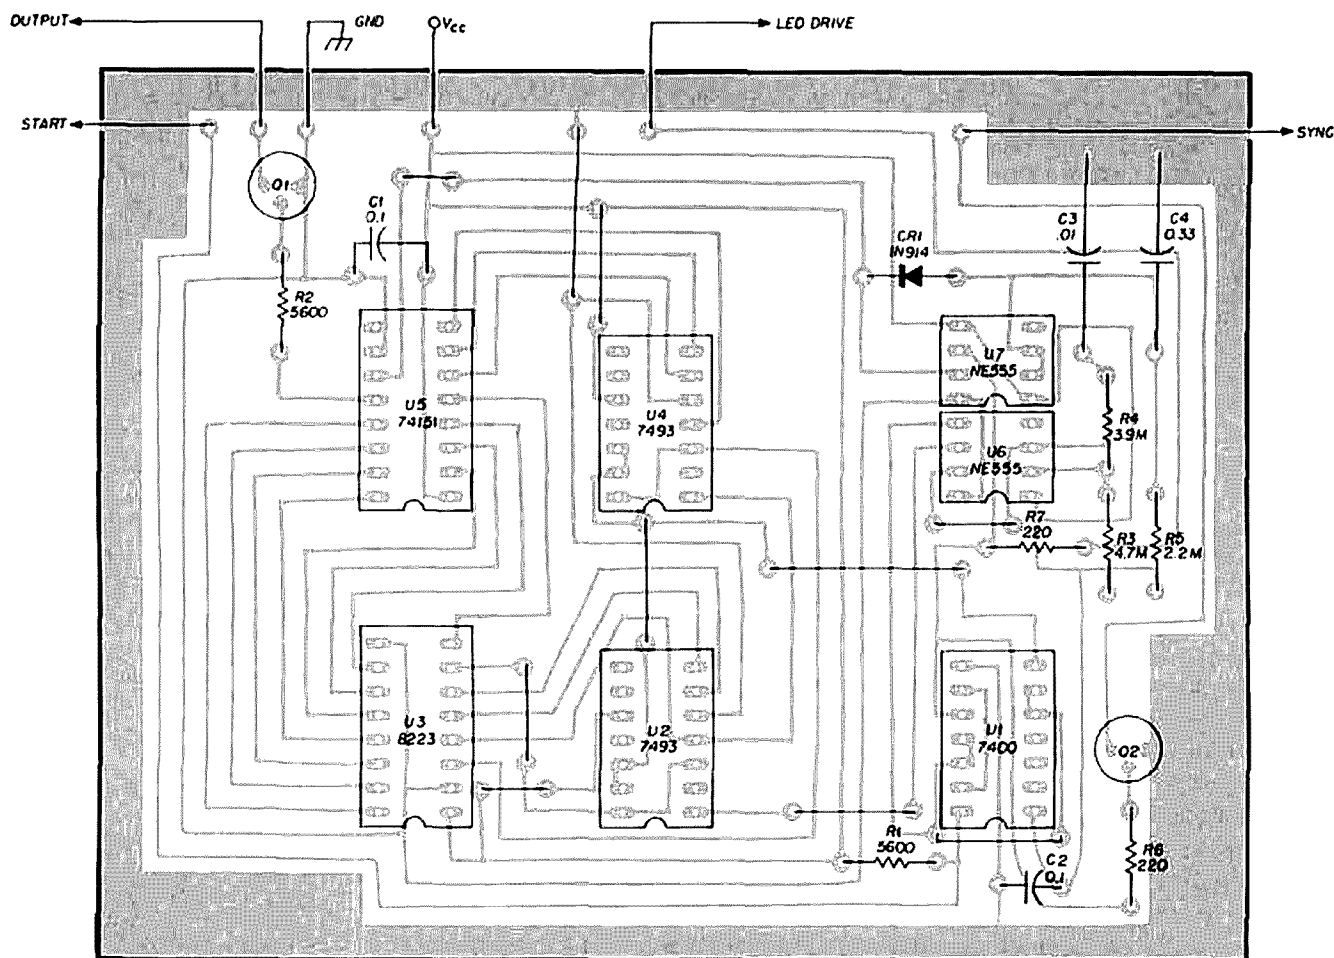 OUTPUT
GND
Vcc
LED DRIVE
START
SYNC
Q1
C1
0.1
C3
.01
C4
0.33
CR1
1N914
R2
5600
U7
NE555
U5
74151
U4
7493
R4
3.9M
U6
NE555
R7
220
R3
4.7M
R5
2.2M
U3
8223
U2
7493
U1
7400
Q2
R1
5600
C2
0.1
R6
220